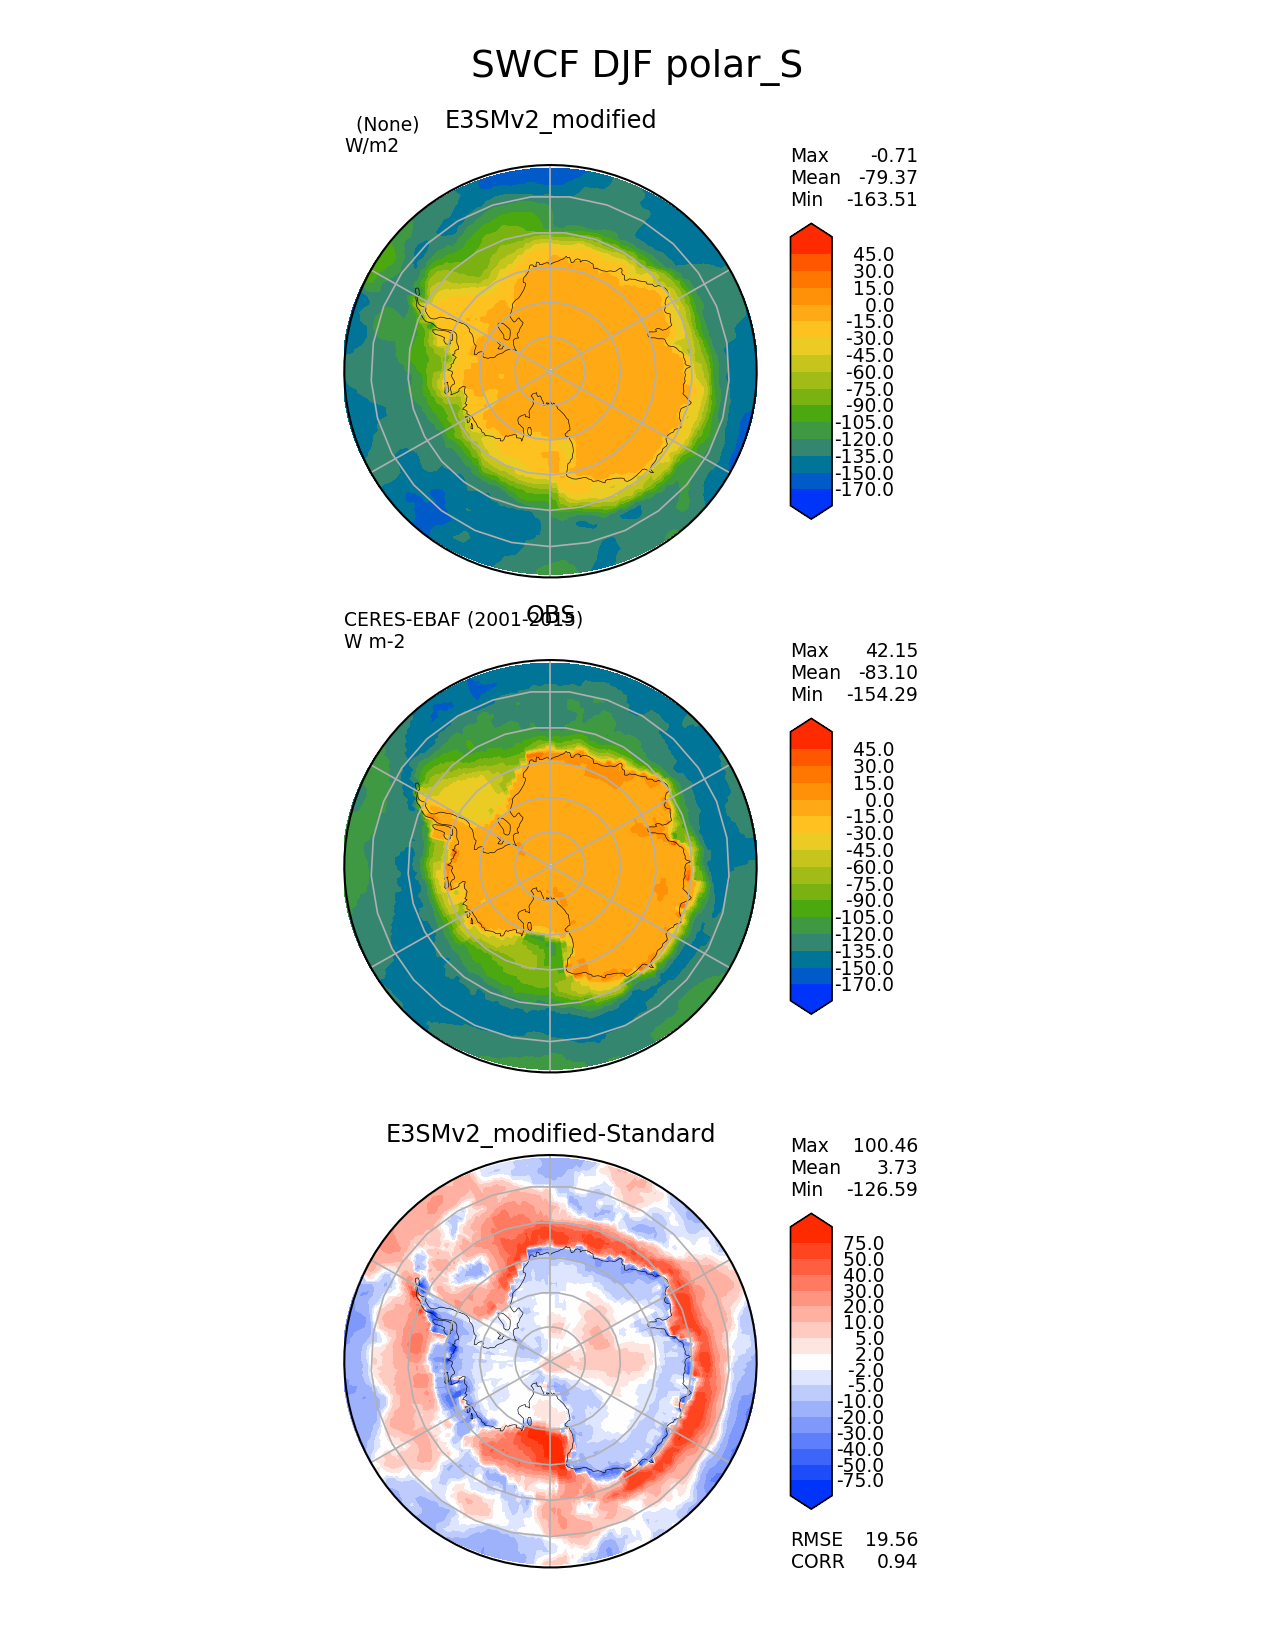 SWCF DJF polar_S
(None) E3SMv2_modified
W/m2
Max -0.71
Mean -79.37
Min -163.51
45.0
30.0
15.0
0.0
-15.0
-30.0
-45.0
-60.0
-75.0
-90.0
-105.0
-120.0
-135.0
-150.0
-170.0
OBS
CERES-EBAF (2001-2015)
W m-2
Max 42.15
Mean -83.10
Min -154.29
45.0
30.0
15.0
0.0
-15.0
-30.0
-45.0
-60.0
-75.0
-90.0
-105.0
-120.0
-135.0
-150.0
-170.0
E3SMv2_modified-Standard
Max 100.46
Mean 3.73
Min -126.59
75.0
50.0
40.0
30.0
20.0
10.0
5.0
2.0
-2.0
-5.0
-10.0
-20.0
-30.0
-40.0
-50.0
-75.0
RMSE 19.56
CORR 0.94